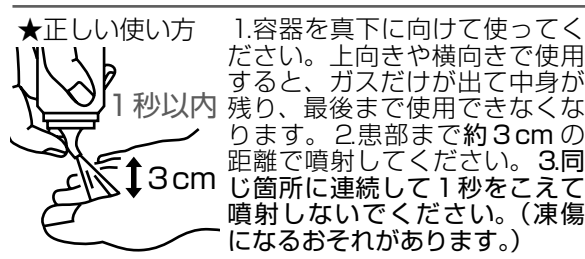 ★正しい使い方
1秒以内
3cm
1.容器を真下に向けて使ってく
ださい。上向きや横向きで使用
すると、ガスだけが出て中身が
残り、最後まで使用できなくな
ります。2.患部まで約3cmの
距離で噴射してください。3.同
じ箇所に連続して1秒をこえて
噴射しないでください。(凍傷
になるおそれがあります。)